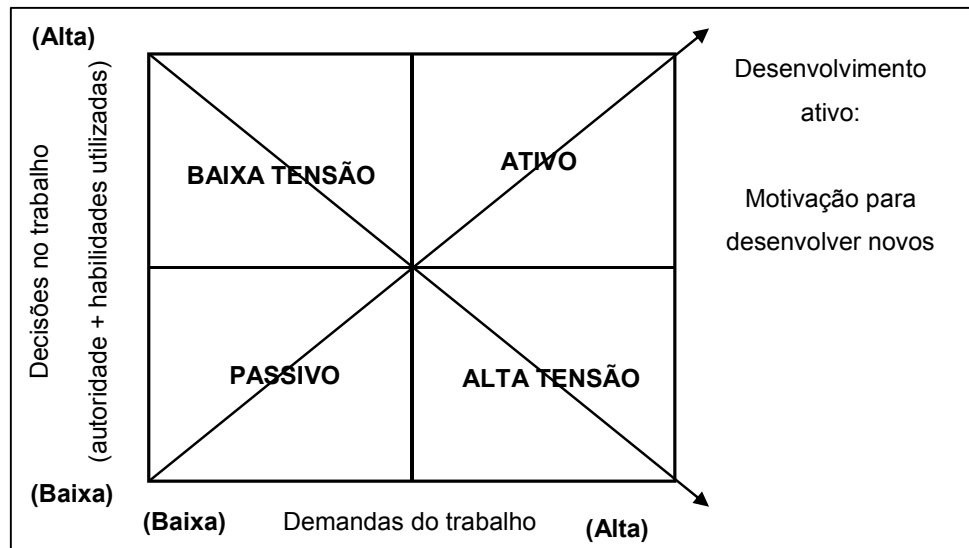 (Alta)
Decisões no trabalho
(autoridade + habilidades utilizadas)
(Baixa)
BAIXA TENSÃO
ATIVO
PASSIVO
ALTA TENSÃO
(Baixa)
Demandas do trabalho
(Alta)
Desenvolvimento
ativo:
Motivação para
desenvolver novos